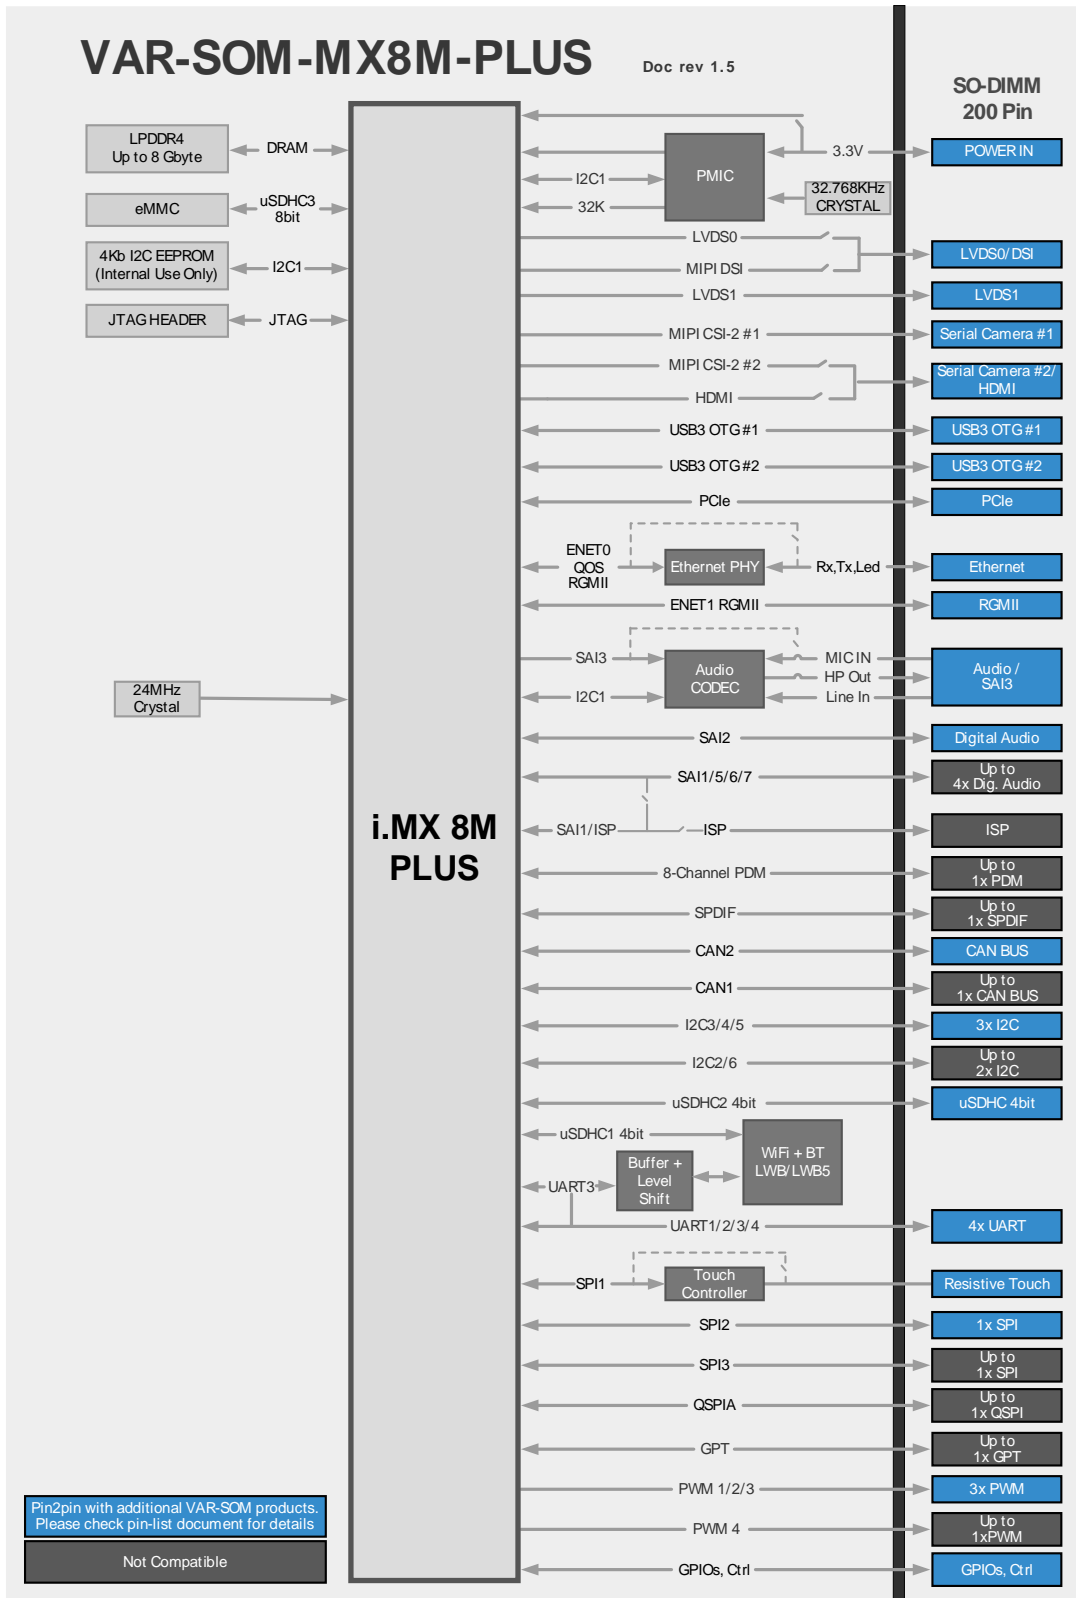 VAR-SOM-MX8M-PLUS
Doc rev 1.5
SO-DIMM
200 Pin
LPDDR4
Up to 8 Gbyte
DRAM
eMMC
uSDHC3
8bit
4Kb I2C EEPROM
(Internal Use Only)
I2C1
JTAG HEADER
JTAG
24MHz
Crystal
i.MX 8M
PLUS
PMIC
3.3V
POWER IN
I2C1
32K
32.768KHz
CRYSTAL
LVDS0
MIPI DSI
LVDS0/DSI
LVDS1
LVDS1
MIPI CSI-2 #1
Serial Camera #1
MIPI CSI-2 #2
HDMI
Serial Camera #2/
HDMI
USB3 OTG #1
USB3 OTG #1
USB3 OTG #2
USB3 OTG #2
PCIe
PCIe
ENET0
QOS
RGMII
Ethernet PHY
Rx,Tx,Led
Ethernet
ENET1 RGMII
RGMII
SAI3
I2C1
Audio
CODEC
MIC IN
HP Out
Line In
Audio /
SAI3
SAI2
Digital Audio
SAI1/5/6/7
Up to
4x Dig. Audio
SAI1/ISP
ISP
ISP
8-Channel PDM
Up to
1x PDM
SPDIF
Up to
1x SPDIF
CAN2
CAN BUS
CAN1
Up to
1x CAN BUS
I2C3/4/5
3x I2C
I2C2/6
Up to
2x I2C
uSDHC2 4bit
uSDHC 4bit
uSDHC1 4bit
WiFi + BT
LWB/LWB5
Buffer +
Level
Shift
UART3
UART1/2/3/4
4x UART
SPI1
Touch
Controller
Resistive Touch
SPI2
1x SPI
SPI3
Up to
1x SPI
QSPIA
Up to
1x QSPI
GPT
Up to
1x GPT
PWM 1/2/3
3x PWM
PWM 4
Up to
1xPWM
GPIOs, Ctrl
GPIOs, Ctrl
Pin2pin with additional VAR-SOM products.
Please check pin-list document for details
Not Compatible